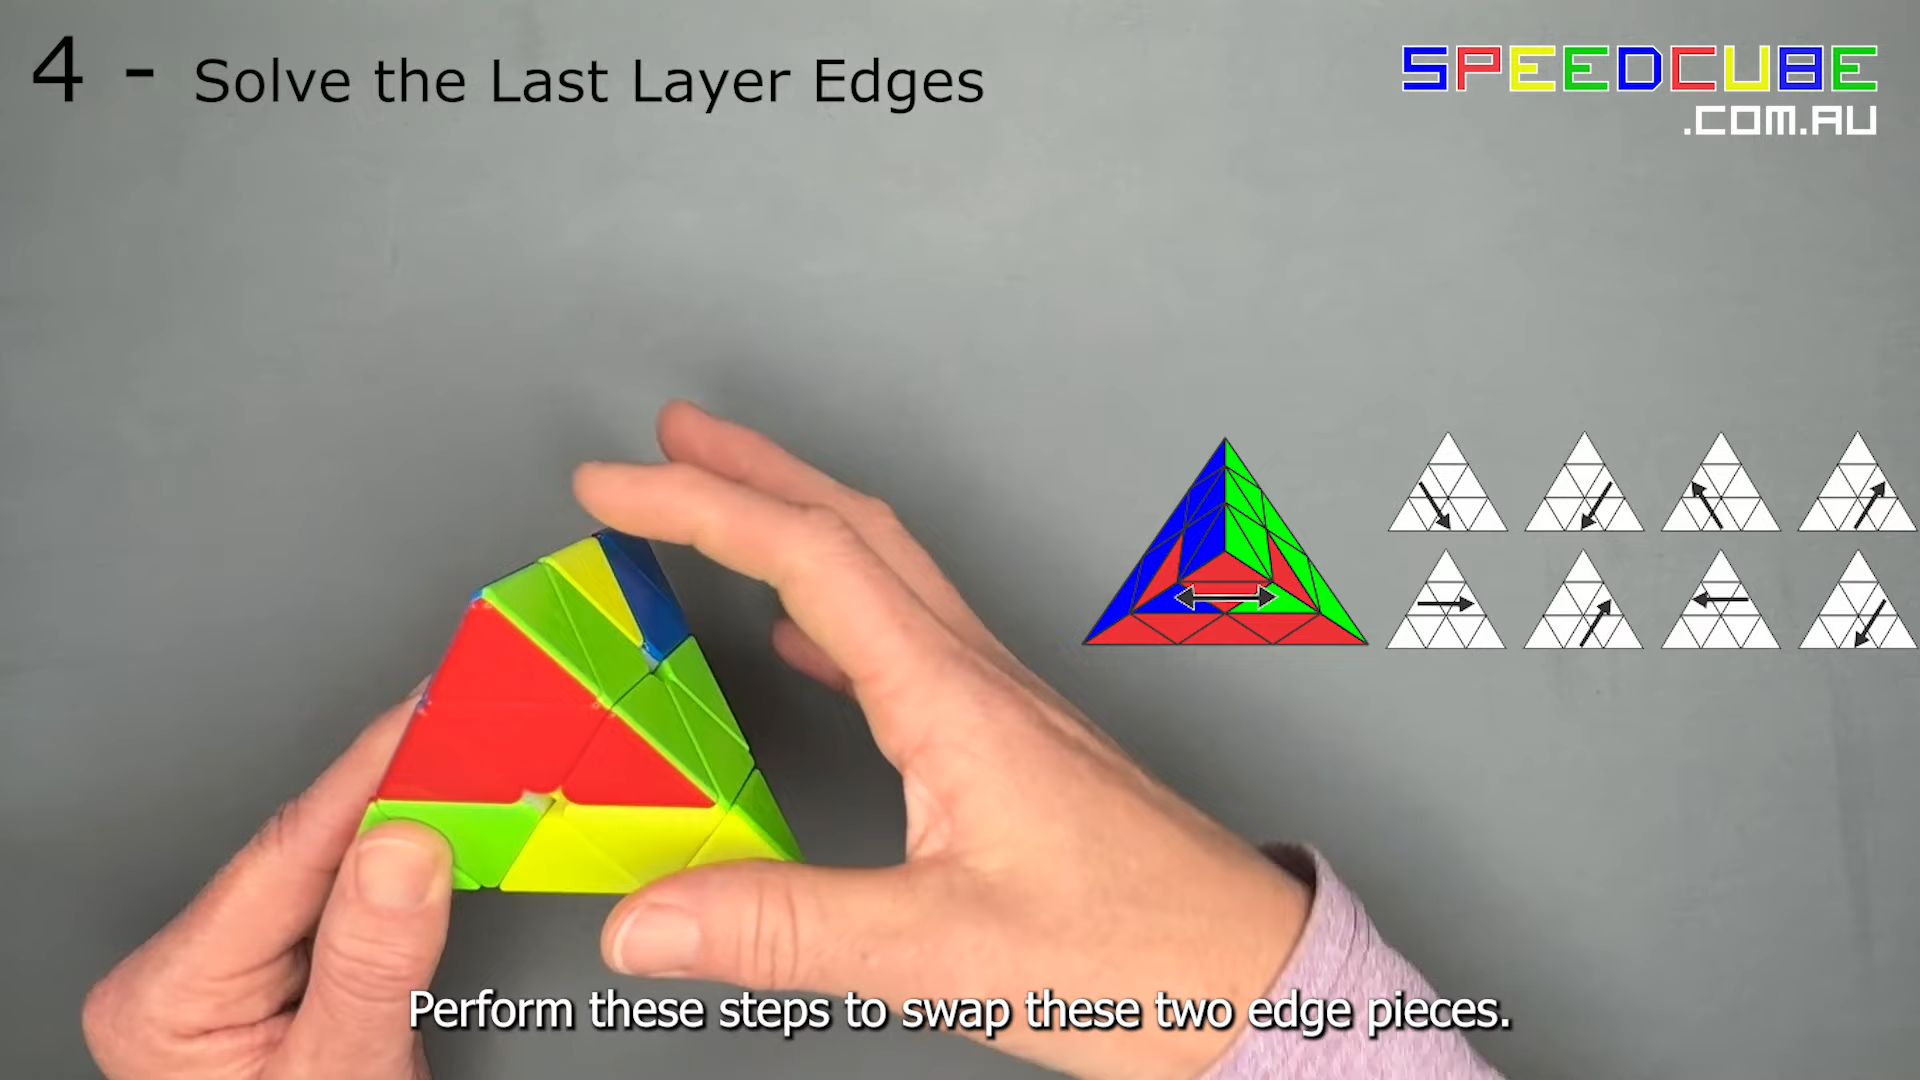 4 - Solve the Last Layer Edges
SPEEDCUBE
.COM.AU
Perform these steps to swap these two edge pieces.